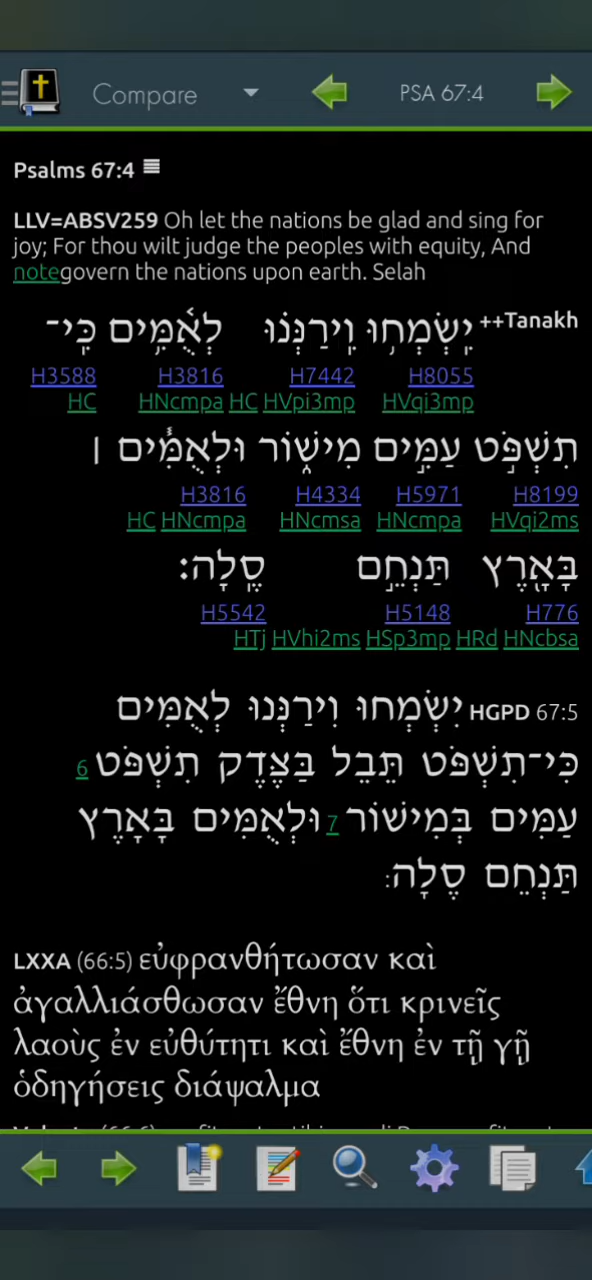 Compare
PSA 67:4
Psalms 67:4
LLV=ABSV259 Oh let the nations be glad and sing for
joy; For thou wilt judge the peoples with equity, And
notegovern the nations upon earth. Selah
++Tanakh יִֽשְׂמְח֥וּ וִֽירַנְּנ֗וּ לְאֻ֫מִּ֥ים כִּֽי־
H3588 H3816 H7442 H8055
HC HNcmpa HC HVpi3mp HVqi3mp
תִשְׁפֹּ֣ט עַמִּ֣ים מִישׁ֑וֹר וּלְאֻמִּ֓ים ׀
H3816 H4334 H5971 H8199
HC HNcmpa HNcmsa HNcmpa HVqi2ms
בָּאָ֖רֶץ תַּנְחֵ֣ם סֶֽלָה׃
H5542 H5148 H776
HTj HVhi2ms HSp3mp HRd HNcbsa
HGPD 67:5 יִשְׂמְחוּ וִירַנְּנוּ לְאֻמִּים
כִּי־תִשְׁפֹּט תֵּבֵל בַּצֶּדֶק תִּשְׁפֹּט 6
עַמִּים בְּמִישׁוֹר 7 וּלְאֻמִּים בָּאָרֶץ
תַּנְחֵם סֶלָה׃
LXXA (66:5) εὐφρανθήτωσαν καὶ
ἀγαλλιάσθωσαν ἔθνη ὅτι κρινεῖς
λαοὺς ἐν εὐθύτητι καὶ ἔθνη ἐν τῇ γῇ
ὁδηγήσεις διάψαλμα